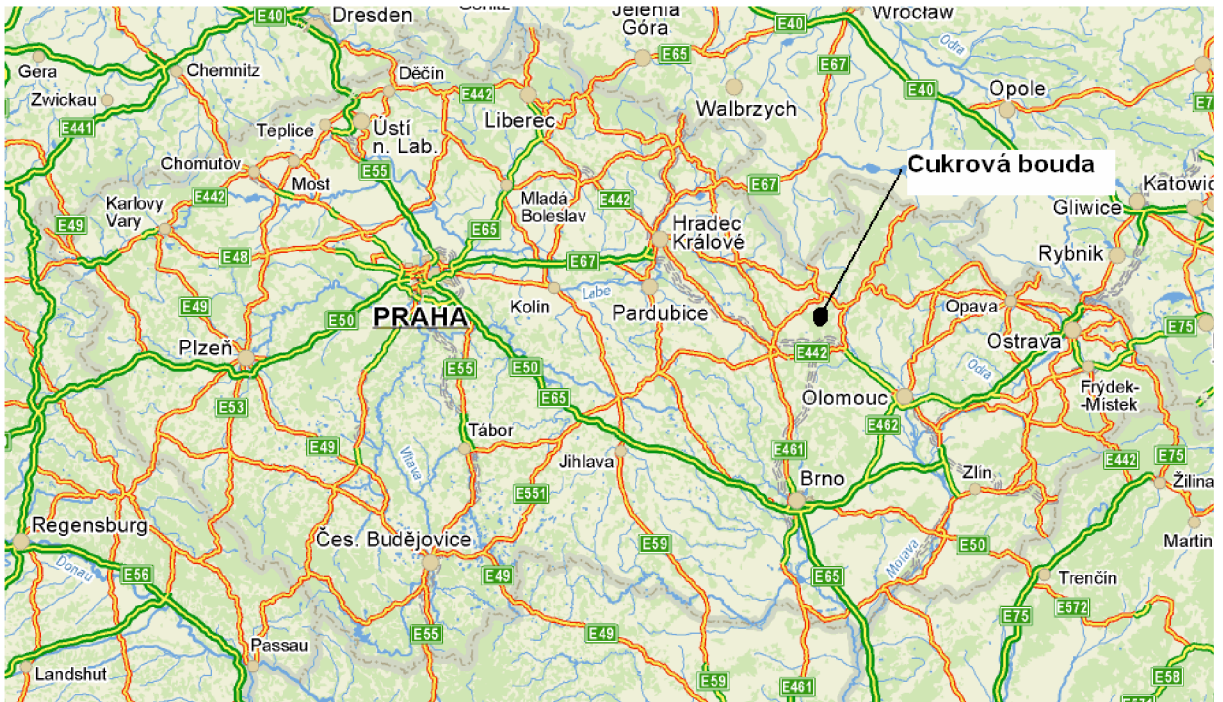 E40
Dresden
Jelenia
Góra
E65
E40
Wrocław
Gera
Chemnitz
Děčín
E442
E67
Odra
Zwickau
Walbrzych
E40
Opole
E441
Teplice
Ústí
n. Lab.
Liberec
Chomutov
Most
E55
Cukrová bouda
E442
Mladá
Boleslav
E442
E67
Katowic
Karlovy
Vary
Gliwice
E49
E65
Hradec
Králové
E48
E67
Rybnik
E49
Kolín
Labe
Pardubice
Opava
E50
PRAHA
E75
Ostrava
Plzeň
E442
E55
E50
Odra
Frýdek-
-Místek
E53
E65
Olomouc
E462
Tábor
E49
E461
Vltava
Jihlava
E442
E75
Zlín
Brno
Žilina
E551
Regensburg
Čes. Budějovice
E59
E50
Martin
Donau
E56
E49
E65
Morava
Trenčín
E572
E75
E55
E49
Passau
Landshut
E59
E461
E58